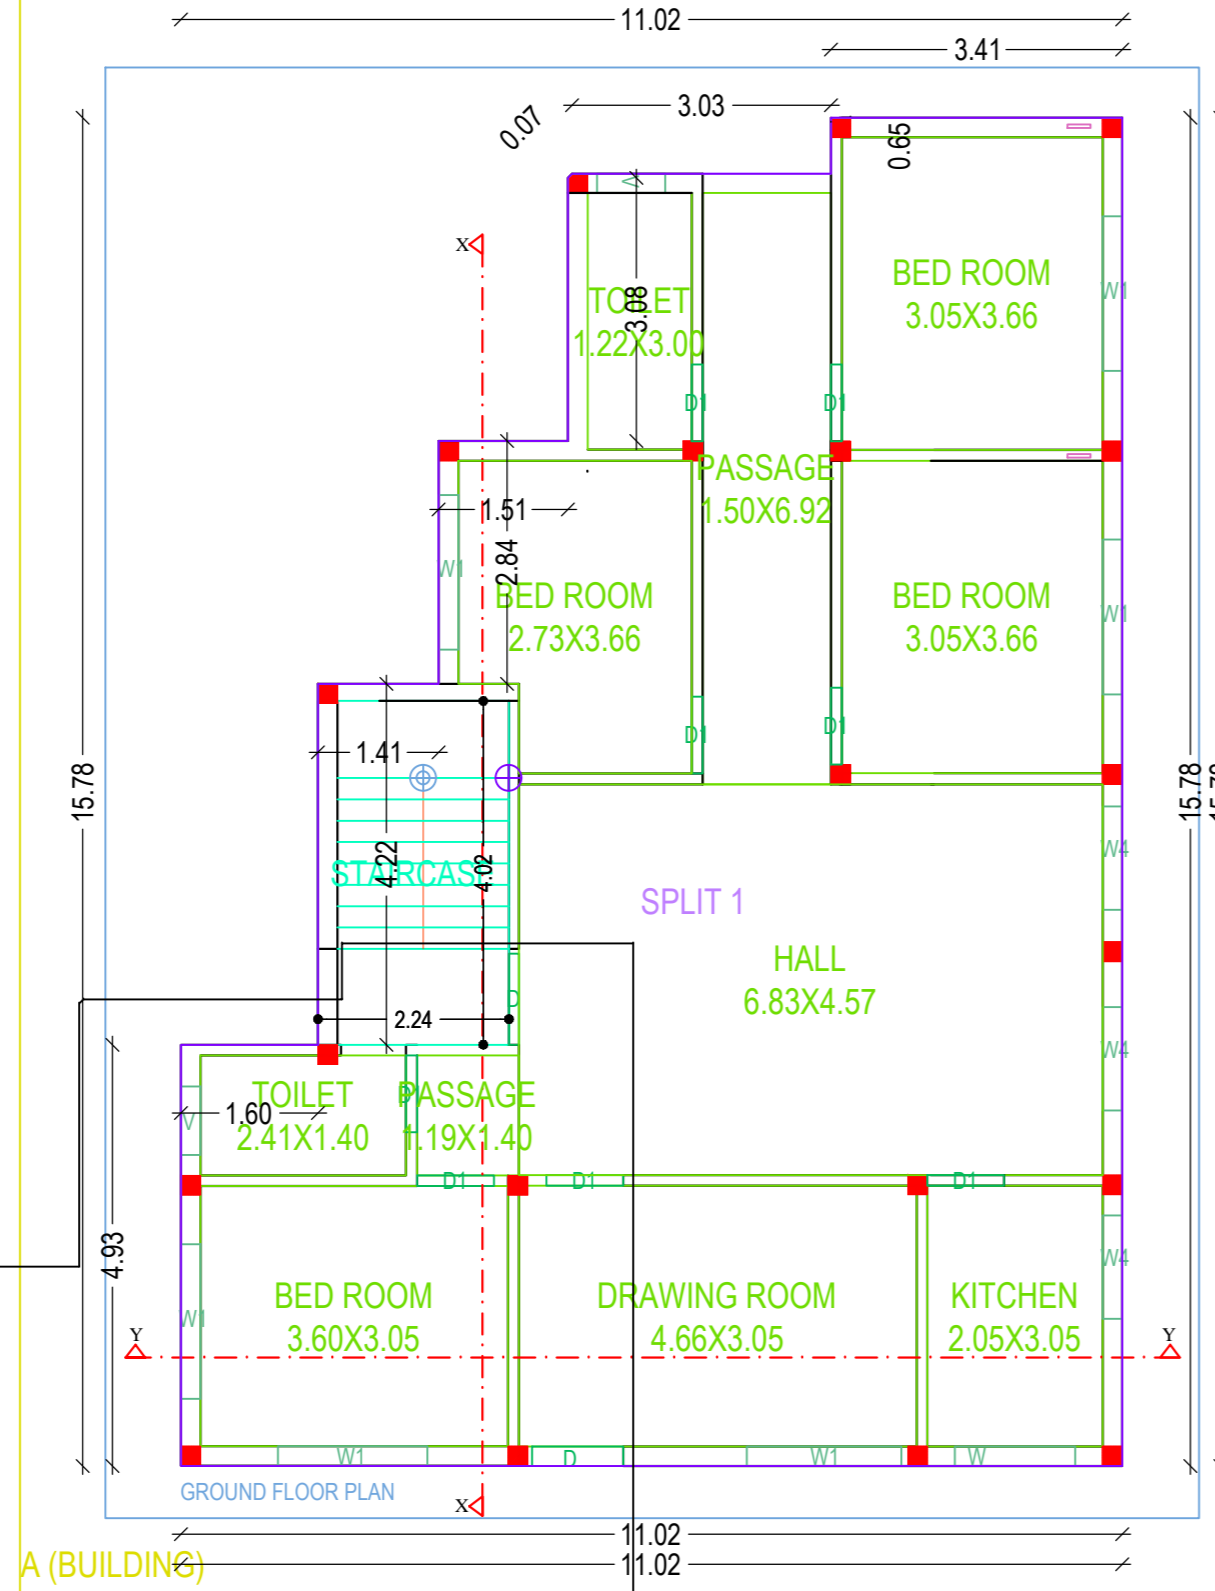 11.02
3.41
3.03
0.07
0.65
X
BED ROOM
3.05X3.66
W1
TOILET
1.22X3.00
3.08
V
D1
D1
PASSAGE
1.50X6.92
1.51
2.84
W1
BED ROOM
2.73X3.66
BED ROOM
3.05X3.66
W1
D1
D1
1.41
15.78
15.78
4.22
4.02
STAIRCASE
SPLIT 1
W4
HALL
6.83X4.57
D
2.24
W4
TOILET
2.41X1.40
1.60
V
PASSAGE
1.19X1.40
D1
D1
D1
4.93
BED ROOM
3.60X3.05
W1
DRAWING ROOM
4.66X3.05
KITCHEN
2.05X3.05
W4
Y
Y
W1
D
W1
W
GROUND FLOOR PLAN
X
11.02
A (BUILDING)
11.02